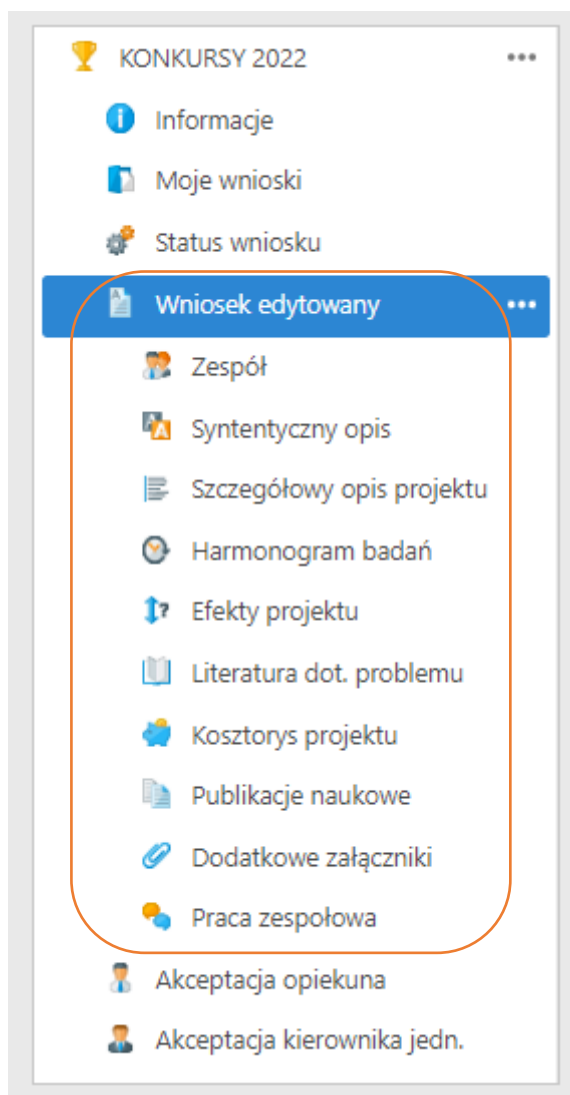 KONKURSY 2022
Informacje
Moje wnioski
Status wniosku
Wniosek edytowany
Zespół
Syntentyczny opis
Szczegółowy opis projektu
Harmonogram badań
Efekty projektu
Literatura dot. problemu
Kosztorys projektu
Publikacje naukowe
Dodatkowe załączniki
Praca zespołowa
Akceptacja opiekuna
Akceptacja kierownika jedn.